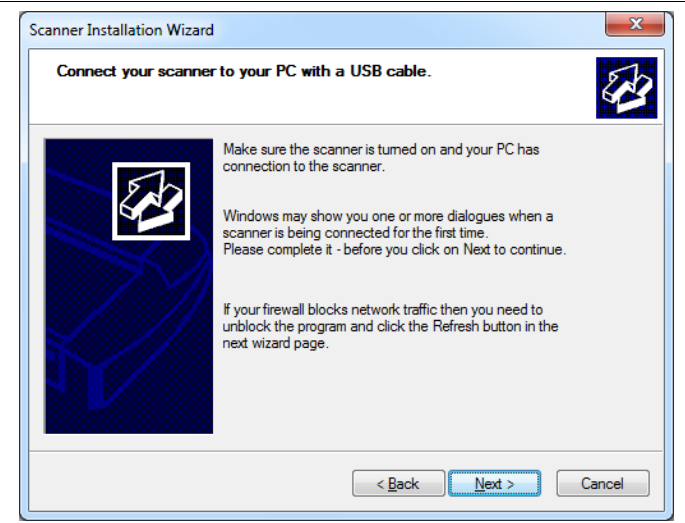 Scanner Installation Wizard
Connect your scanner to your PC with a USB cable.
Make sure the scanner is turned on and your PC has
connection to the scanner.
Windows may show you one or more dialogues when a
scanner is being connected for the first time.
Please complete it - before you click on Next to continue.
If your firewall blocks network traffic then you need to
unblock the program and click the Refresh button in the
next wizard page.
< Back Next > Cancel